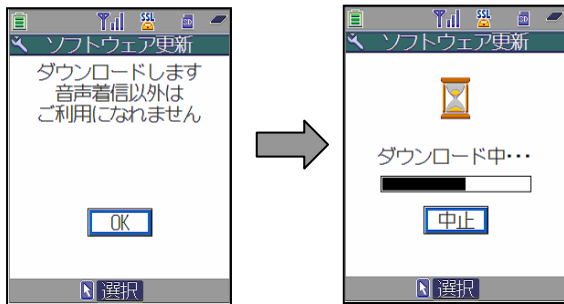 SSL
SD
ソフトウェア更新
ダウンロードします
音声着信以外は
ご利用になれません
OK
選択
SSL
SD
ソフトウェア更新
ダウンロード中・・・
中止
選択